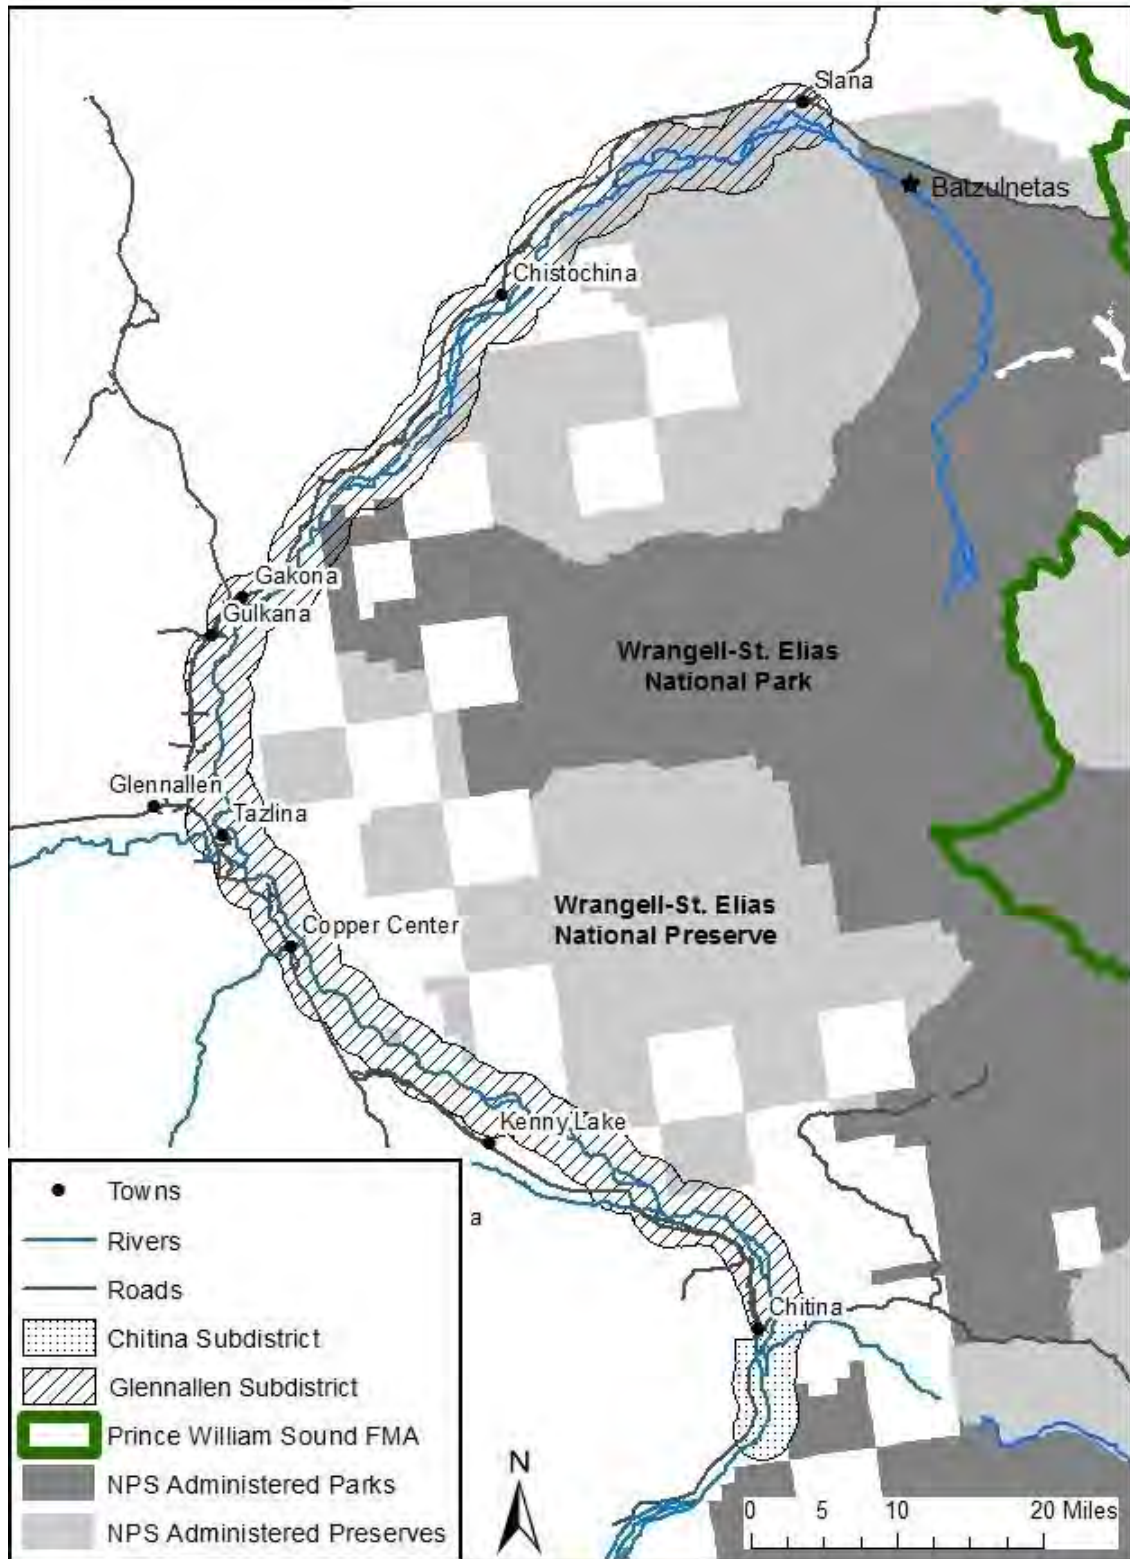 Slana
Batzulnetas
Chistochina
Gakona
Gulkana
Wrangell-St. Elias
National Park
Glennallen
Tazlina
Wrangell-St. Elias
National Preserve
Copper Center
Kenny Lake
a
Chitina
Towns
Rivers
Roads
Chitina Subdistrict
Glennallen Subdistrict
Prince William Sound FMA
NPS Administered Parks
NPS Administered Preserves
N
0 5 10 20 Miles